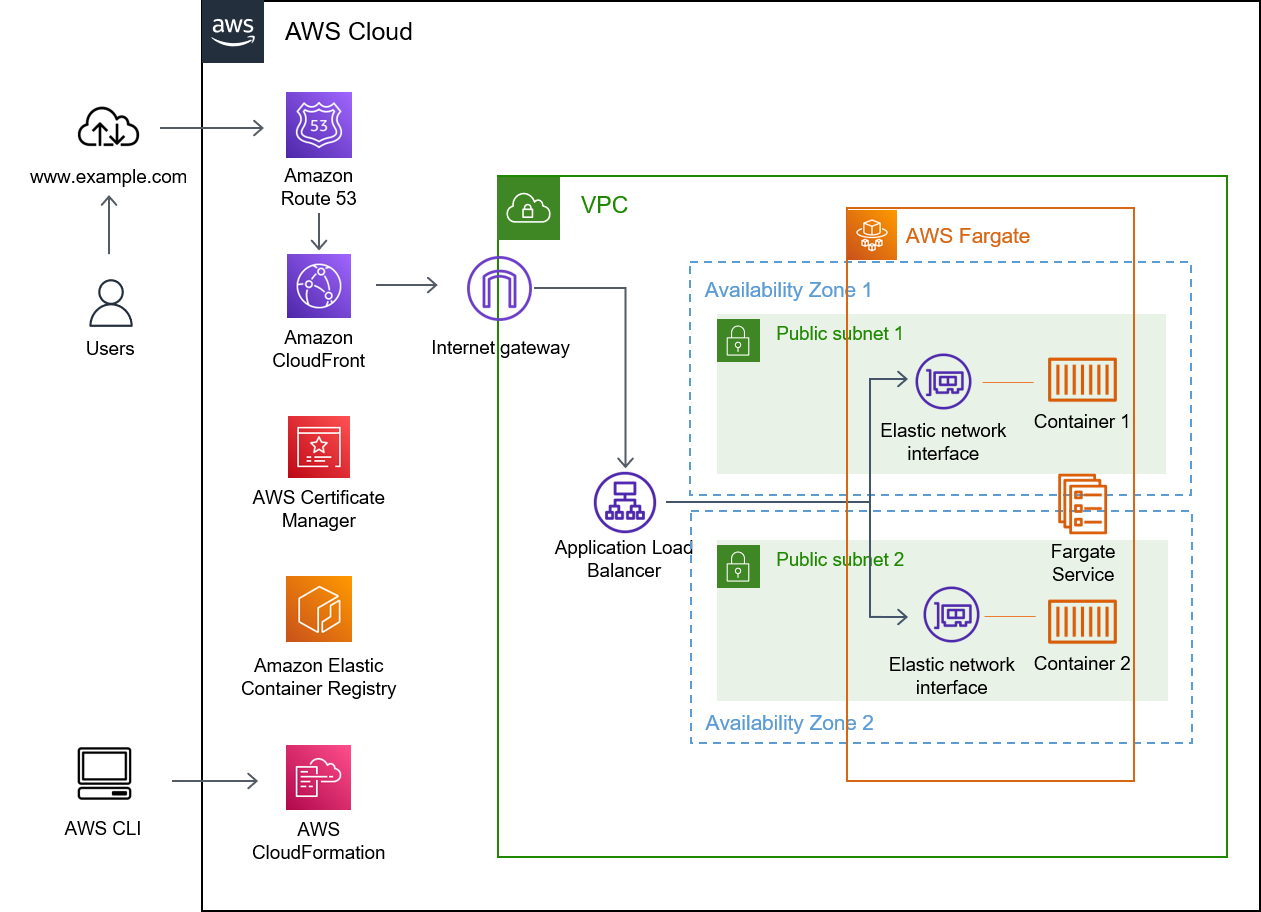 aws
AWS Cloud
www.example.com
Users
53
Amazon
Route 53
Amazon
CloudFront
AWS Certificate
Manager
Amazon Elastic
Container Registry
AWS CLI
AWS
CloudFormation
VPC
Internet gateway
Application Load
Balancer
AWS Fargate
Availability Zone 1
Public subnet 1
Elastic network
interface
Container 1
Fargate
Service
Public subnet 2
Elastic network
interface
Container 2
Availability Zone 2